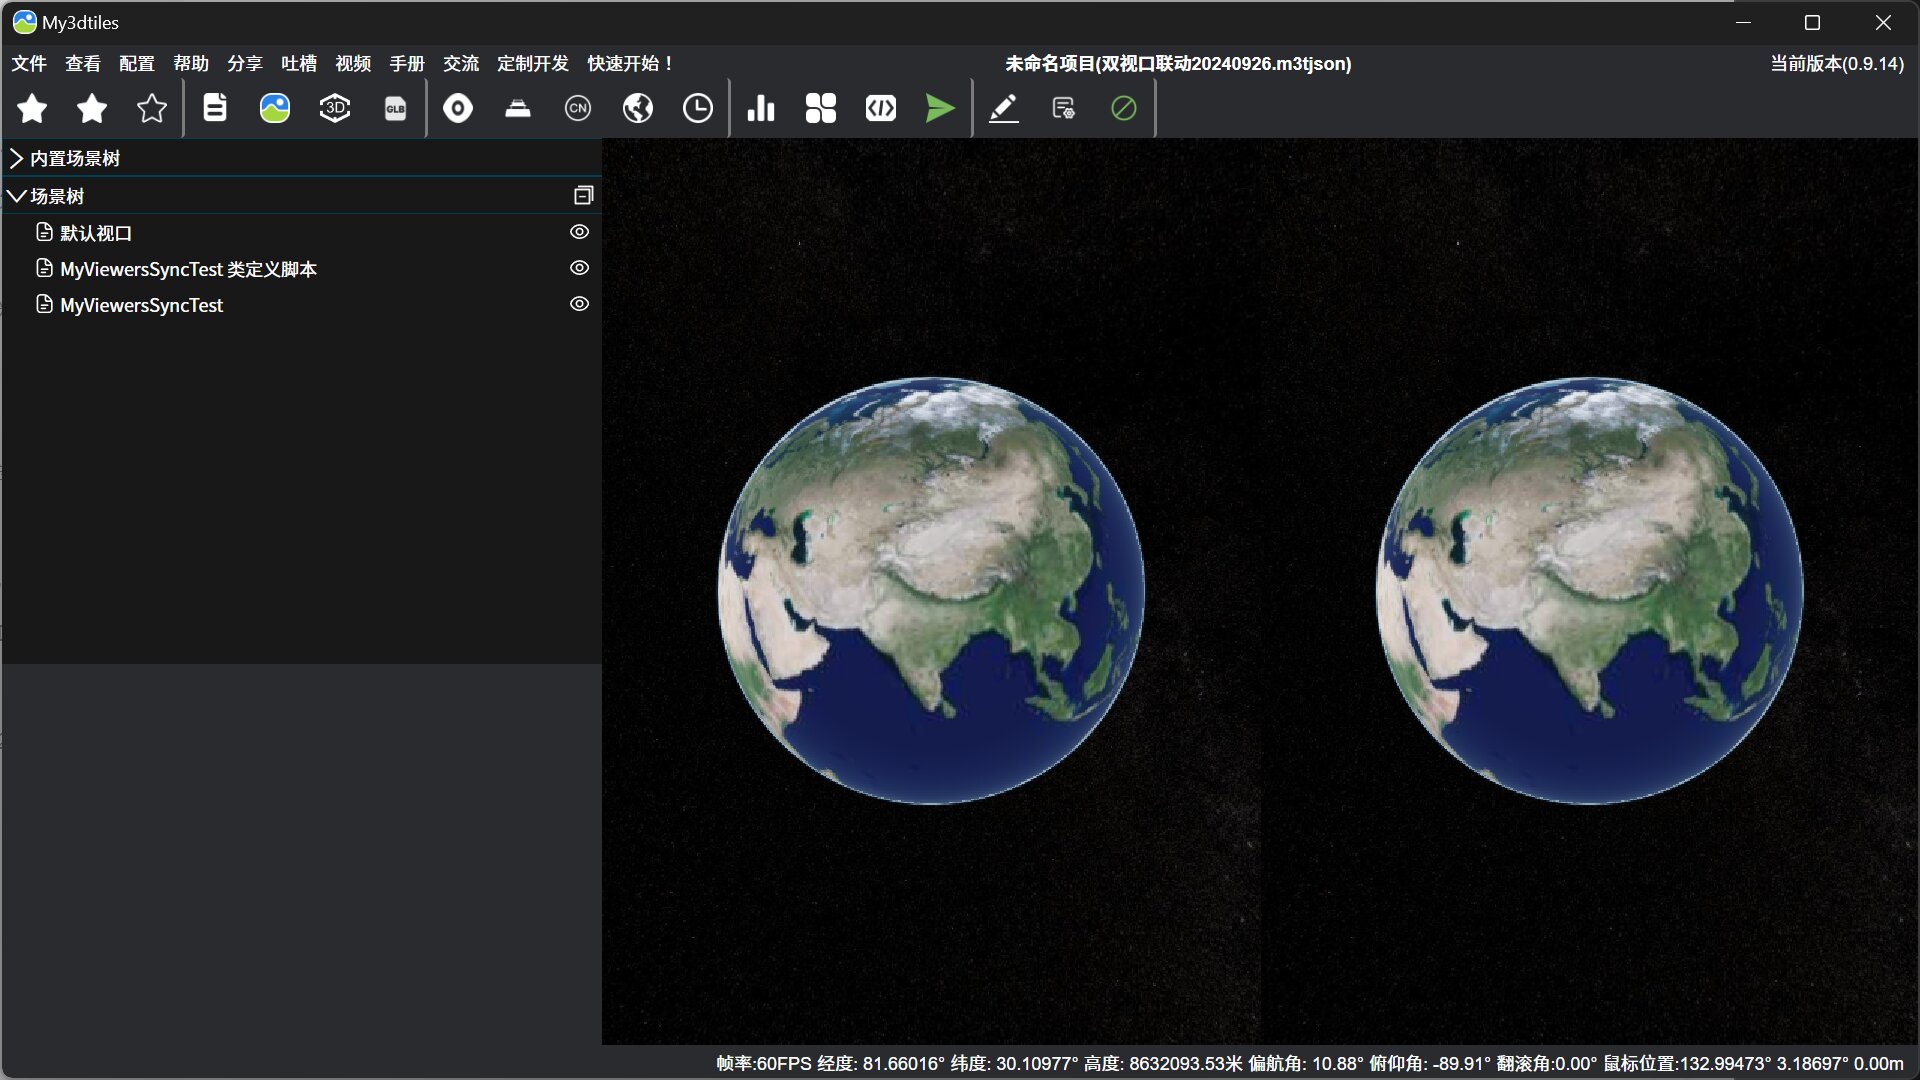 My3dtiles
文件 查看 配置 帮助 分享 吐槽 视频 手册 交流 定制开发 快速开始！ 未命名项目(双视口联动20240926.m3tjson) 当前版本(0.9.14)
3D GLB CN
内置场景树
场景树
默认视口
MyViewersSyncTest 类定义脚本
MyViewersSyncTest
帧率:60FPS 经度: 81.66016° 纬度: 30.10977° 高度: 8632093.53米 偏航角: 10.88° 俯仰角: -89.91° 翻滚角:0.00° 鼠标位置:132.99473° 3.18697° 0.00m